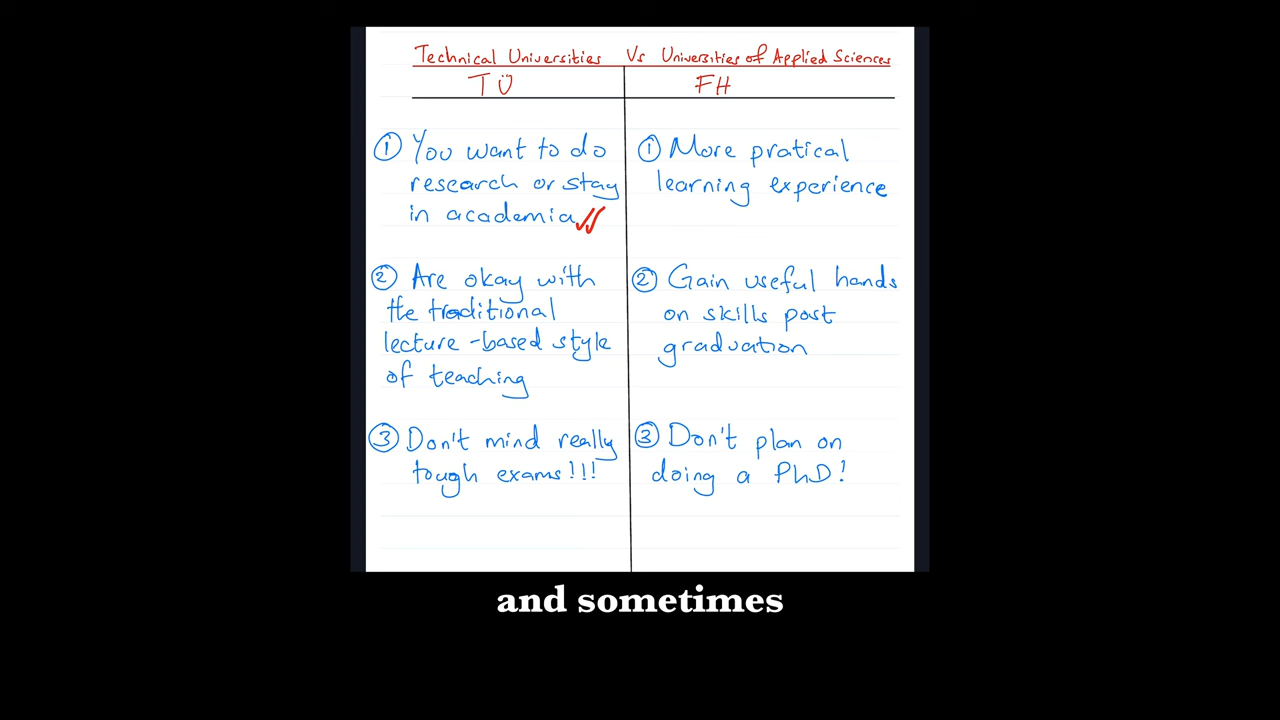 Technical Universities Vs Universities of Applied Sciences
TÜ
FH
① You want to do
research or stay
in academia
② Are okay with
the traditional
lecture-based style
of teaching
③ Don't mind really
tough exams!!!
① More pratical
learning experience
② Gain useful hands
on skills post
graduation
③ Don't plan on
doing a PhD!
and sometimes